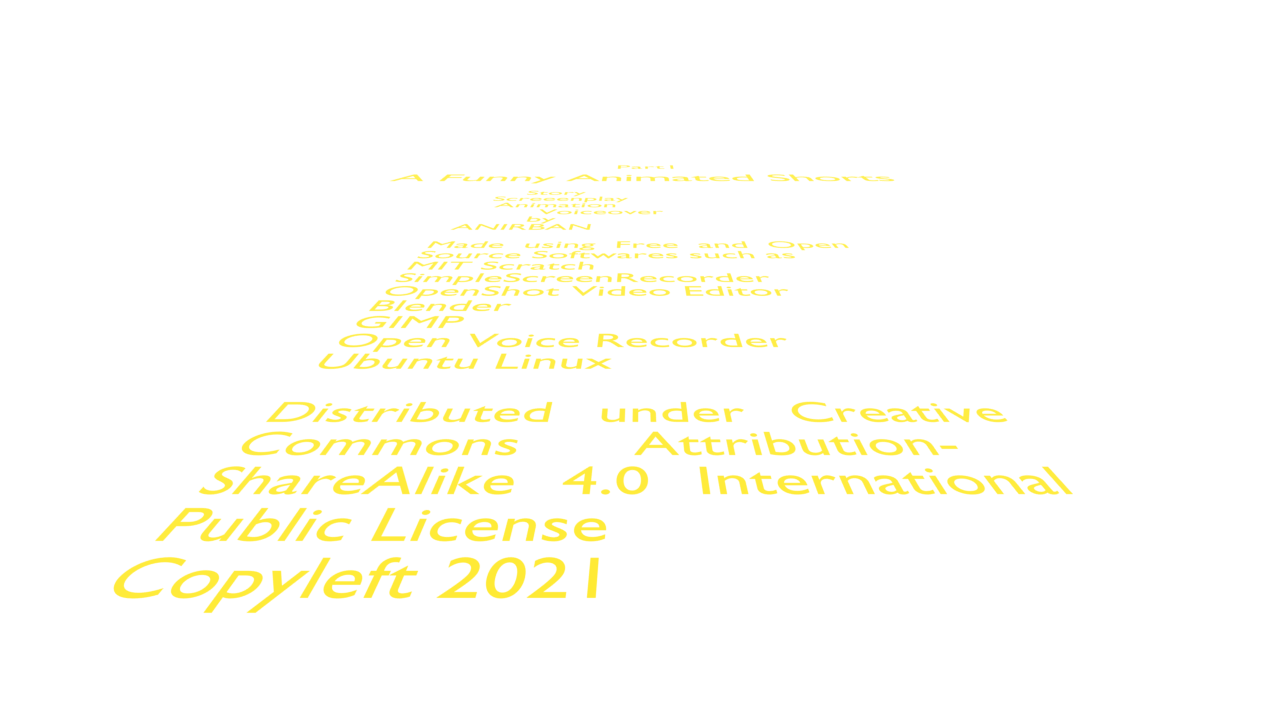 Part I
A Funny Animated Shorts
Story
Screeenplay
Animation
Voiceover
by
ANIRBAN
Made using Free and Open
Source Softwares such as
MIT Scratch
SimpleScreenRecorder
OpenShot Video Editor
Blender
GIMP
Open Voice Recorder
Ubuntu Linux
Distributed under Creative
Commons Attribution-
ShareAlike 4.0 International
Public License
Copyleft 2021